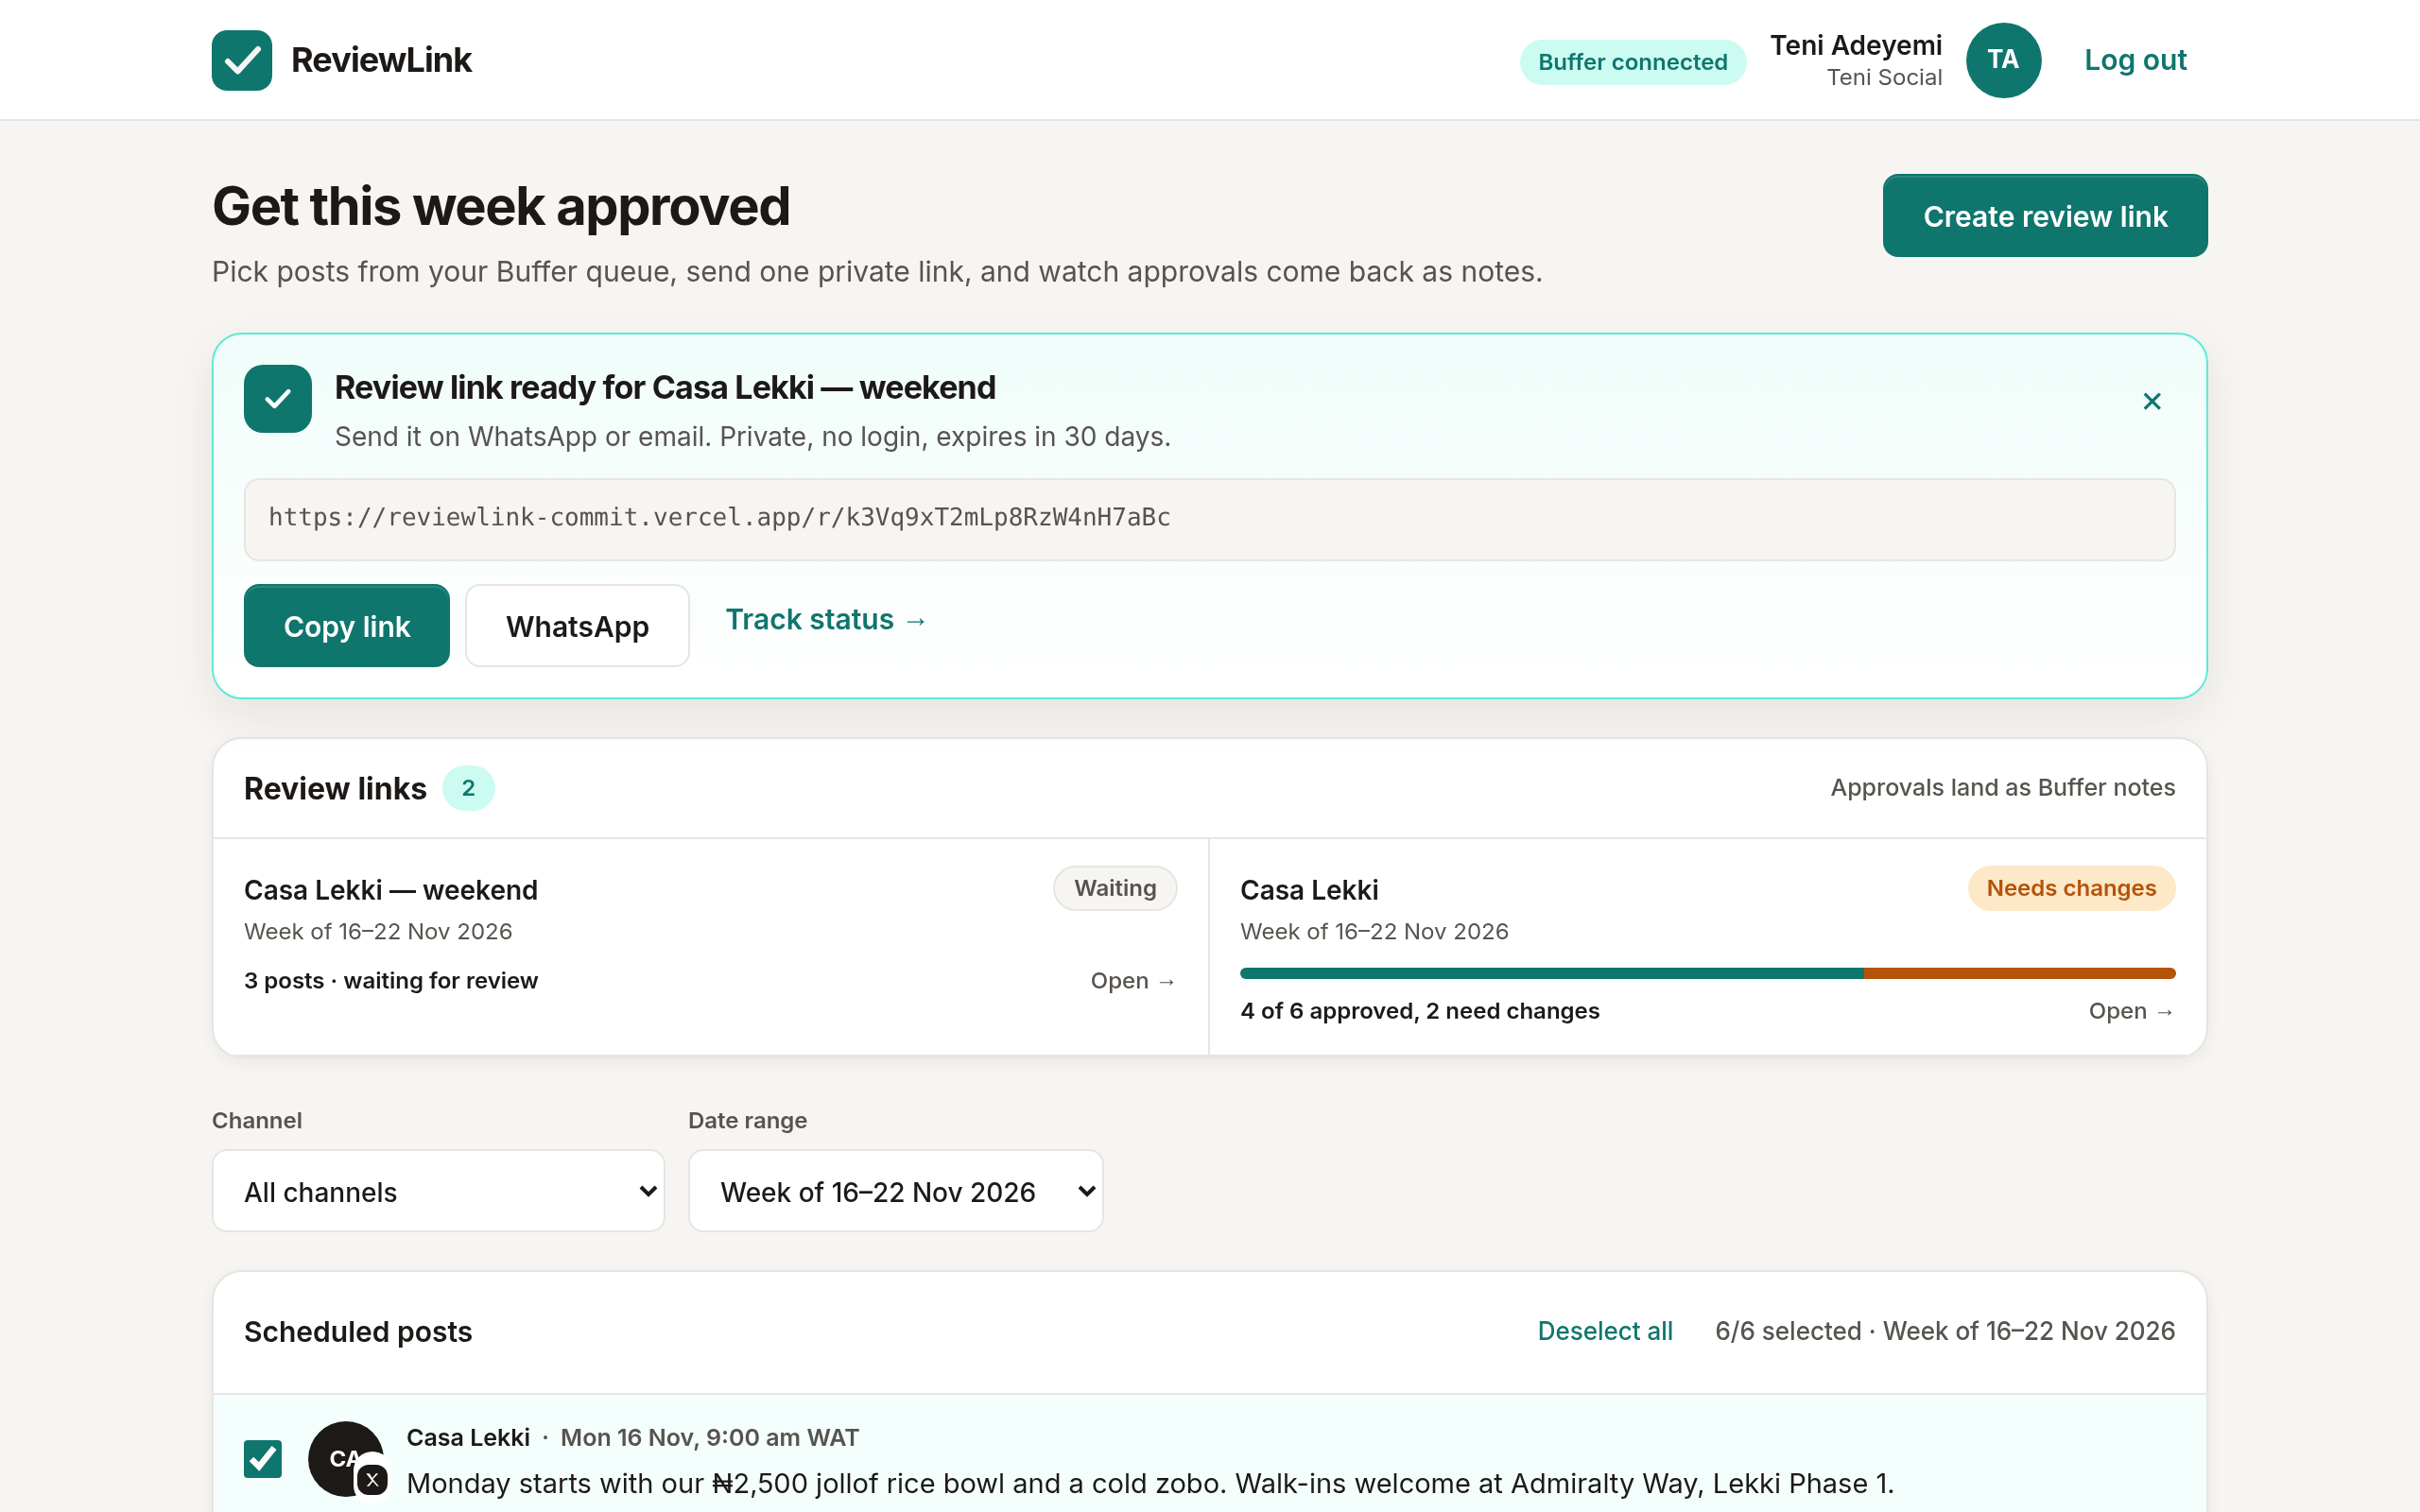 ReviewLink
Buffer connected
Teni Adeyemi
Teni Social
TA
Log out
Get this week approved
Create review link
Pick posts from your Buffer queue, send one private link, and watch approvals come back as notes.
Review link ready for Casa Lekki — weekend
×
Send it on WhatsApp or email. Private, no login, expires in 30 days.
https://reviewlink-commit.vercel.app/r/k3Vq9xT2mLp8RzW4nH7aBc
Copy link
WhatsApp
Track status →
Review links
2
Approvals land as Buffer notes
Casa Lekki — weekend
Waiting
Week of 16–22 Nov 2026
3 posts · waiting for review
Open →
Casa Lekki
Needs changes
Week of 16–22 Nov 2026
4 of 6 approved, 2 need changes
Open →
Channel
Date range
All channels
Week of 16–22 Nov 2026
Scheduled posts
Deselect all
6/6 selected · Week of 16–22 Nov 2026
CA
X
Casa Lekki · Mon 16 Nov, 9:00 am WAT
Monday starts with our ₦2,500 jollof rice bowl and a cold zobo. Walk-ins welcome at Admiralty Way, Lekki Phase 1.